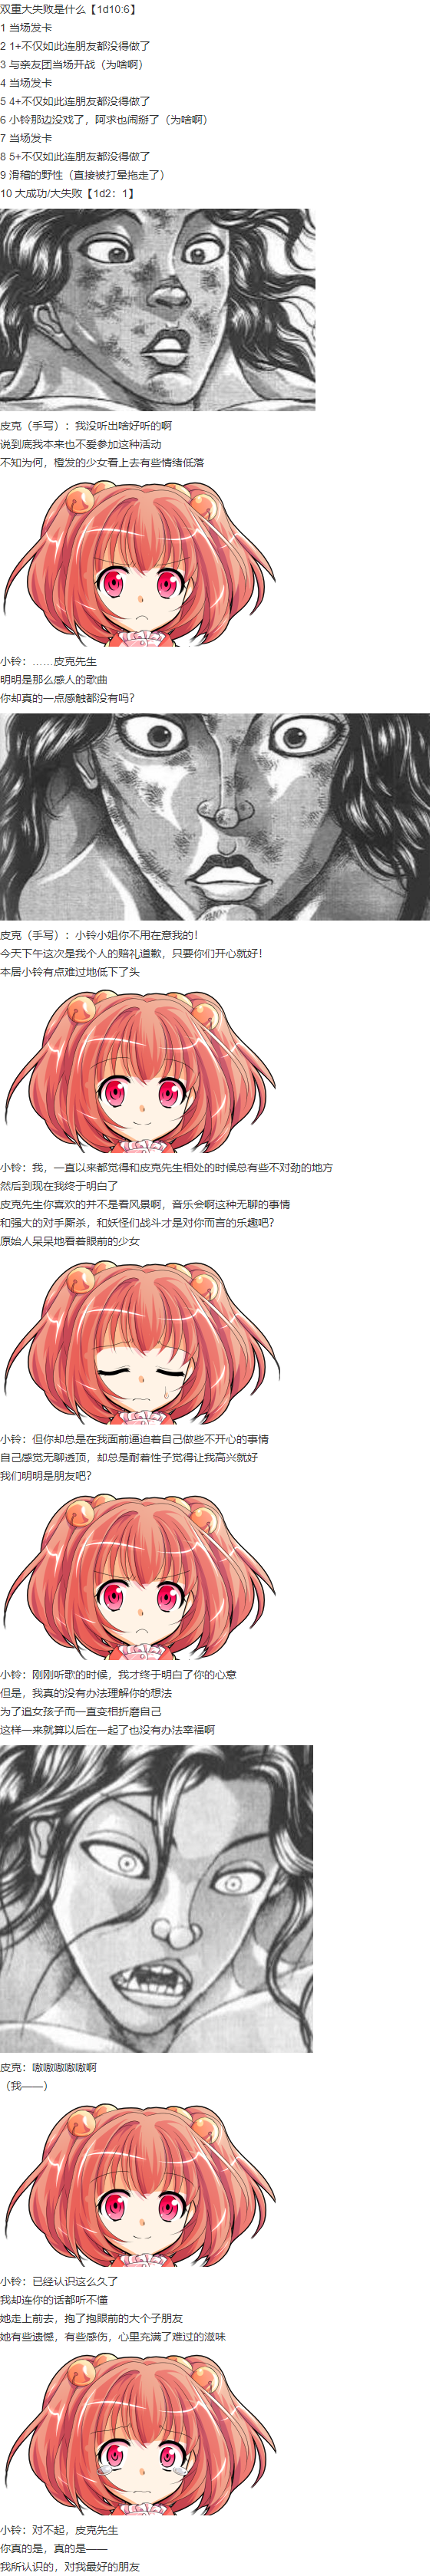 双重大失败是什么【1d10:6】
1 当场发卡
2 1+不仅如此连朋友都没得做了
3 与亲友团当场开战（为啥啊）
4 当场发卡
5 4+不仅如此连朋友都没得做了
6 小铃那边没戏了，阿求也闹掰了（为啥啊）
7 当场发卡
8 5+不仅如此连朋友都没得做了
9 滑稽的野性（直接被打晕拖走了）
10 大成功/大失败【1d2：1】
皮克（手写）：我没听出啥好听的啊
说到底我本来也不爱参加这种活动
不知为何，橙发的少女看上去有些情绪低落
小铃：……皮克先生
明明是那么感人的歌曲
你却真的一点感触都没有吗？
皮克（手写）：小铃小姐你不用在意我的！
今天下午这次是我个人的赔礼道歉，只要你们开心就好！
本居小铃有点难过地低下了头
小铃：我，一直以来都觉得和皮克先生相处的时候总有些不对劲的地方
然后到现在我终于明白了
皮克先生你喜欢的并不是看风景啊，音乐会啊这种无聊的事情
和强大的对手厮杀，和妖怪们战斗才是对你而言的乐趣吧？
原始人呆呆地看着眼前的少女
小铃：但你却总是在我面前逼迫着自己做些不开心的事情
自己感觉无聊透顶，却总是耐着性子觉得让我高兴就好
我们明明是朋友吧？
小铃：刚刚听歌的时候，我才终于明白了你的心意
但是，我真的没有办法理解你的想法
为了追女孩子而一直变相折磨自己
这样一来就算以后在一起了也没有办法幸福啊
皮克：嗷嗷嗷嗷嗷啊
（我——）
小铃：已经认识这么久了
我却连你的话都听不懂
她走上前去，抱了抱眼前的大个子朋友
她有些遗憾，有些感伤，心里充满了难过的滋味
小铃：对不起，皮克先生
你真的是，真的是——
我所认识的，对我最好的朋友